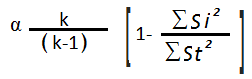 α k/(k-1) [1- ∑Si²/∑St²]